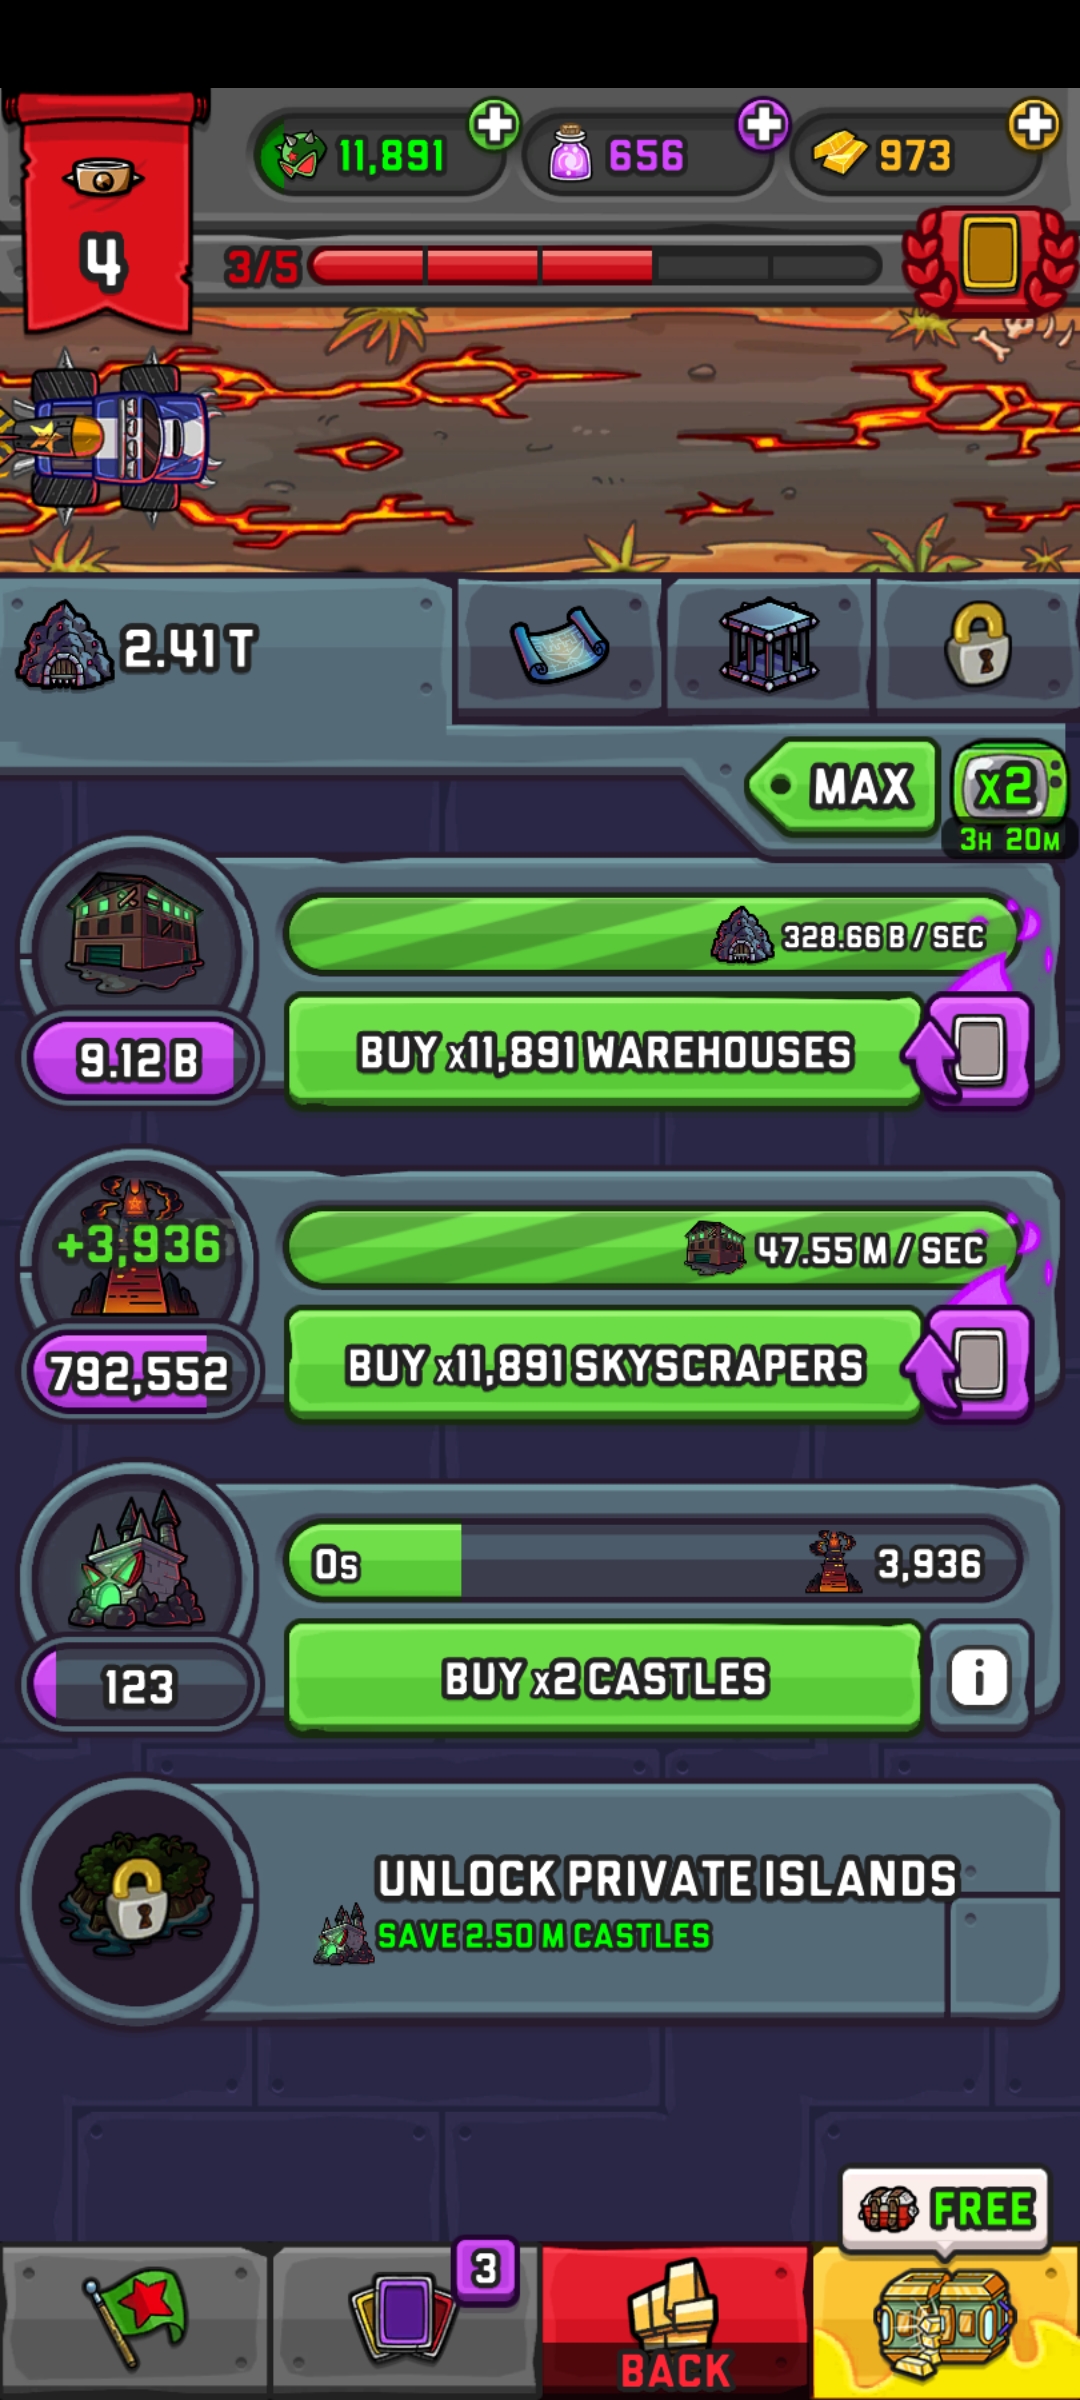 11,891
656
973
4
3/5
2.41 T
MAX
x2
3H 20M
328.66 B / SEC
9.12 B
BUY x11,891 WAREHOUSES
+3,936
47.55 M / SEC
792,552
BUY x11,891 SKYSCRAPERS
0s
3,936
123
BUY x2 CASTLES
i
UNLOCK PRIVATE ISLANDS
SAVE 2.50 M CASTLES
FREE
3
BACK